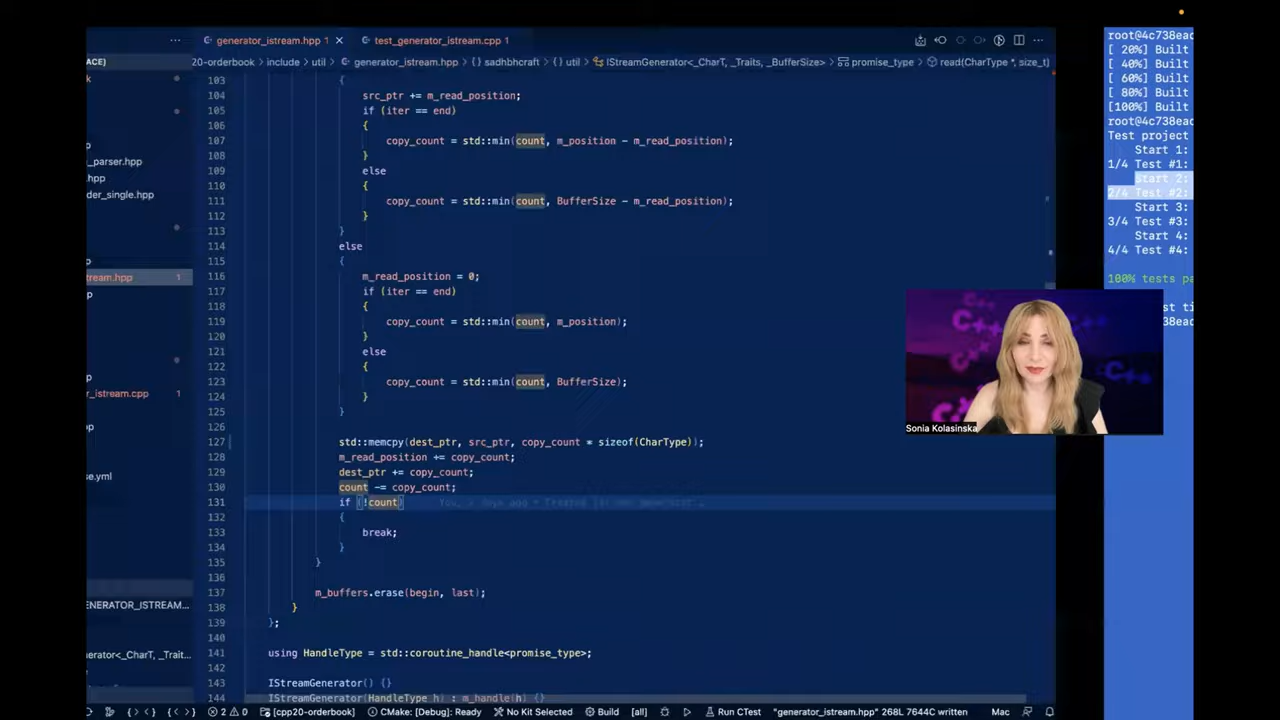 generator_istream.hpp 1
test_generator_istream.cpp 1
ACE)
20-orderbook > include > util > generator_istream.hpp > {} sadhbhcraft > {} util > IStreamGenerator<_CharT, _Traits, _BufferSize> > promise_type > read(CharType *, size_t)
103 {
104 src_ptr += m_read_position;
105 if (iter == end)
106 {
107 copy_count = std::min(count, m_position - m_read_position);
108 }
109 else
110 {
111 copy_count = std::min(count, BufferSize - m_read_position);
112 }
113 }
114 else
115 {
116 m_read_position = 0;
117 if (iter == end)
118 {
119 copy_count = std::min(count, m_position);
120 }
121 else
122 {
123 copy_count = std::min(count, BufferSize);
124 }
125 }
126
127 std::memcpy(dest_ptr, src_ptr, copy_count * sizeof(CharType));
128 m_read_position += copy_count;
129 dest_ptr += copy_count;
130 count -= copy_count;
131 if (!count)
132 {
133 break;
134 }
135 }
136
137 m_buffers.erase(begin, last);
138 }
139 };
140
141 using HandleType = std::coroutine_handle<promise_type>;
142
143 IStreamGenerator() {}
144 IStreamGenerator(HandleType h) : m_handle(h) {}
_parser.hpp
.hpp
der_single.hpp
tream.hpp 1
r_istream.cpp 1
se.yml
ENERATOR_ISTREAM...
erator<_CharT, _Trait...
root@4c738ead
[ 20%] Built
[ 40%] Built
[ 60%] Built
[ 80%] Built
[100%] Built
root@4c738ead
Test project
Start 1:
1/4 Test #1:
Start 2:
2/4 Test #2:
Start 3:
3/4 Test #3:
Start 4:
4/4 Test #4:
100% tests pa
st ti
38ead
C++
C++
Sonia Kolasinska
2 0 [cpp20-orderbook] CMake: [Debug]: Ready No Kit Selected Build [all] Run CTest "generator_istream.hpp" 268L 7644C written Mac